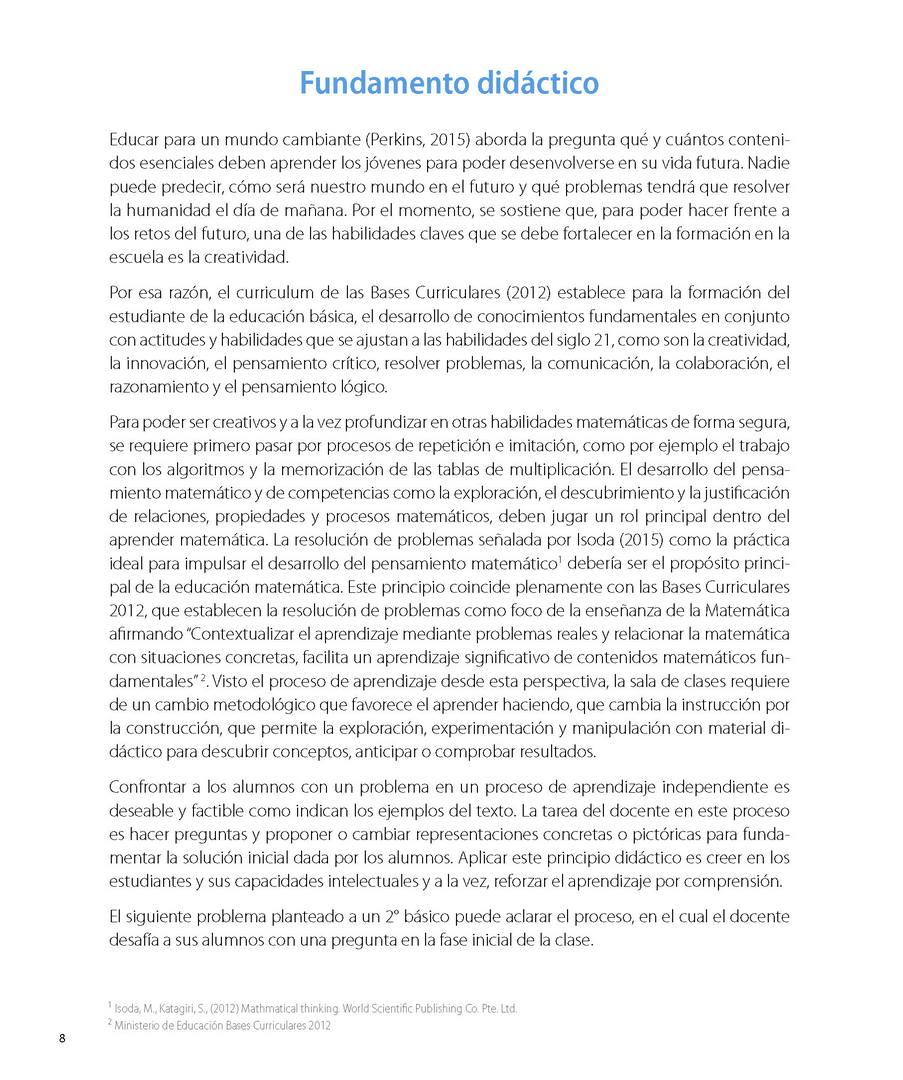 Fundamento didáctico
Educar para un mundo cambiante (Perkins, 2015) aborda la pregunta qué y cuántos conteni-
dos esenciales deben aprender los jóvenes para poder desenvolverse en su vida futura. Nadie
puede predecir, cómo será nuestro mundo en el futuro y qué problemas tendrá que resolver
la humanidad el día de mañana. Por el momento, se sostiene que, para poder hacer frente a
los retos del futuro, una de las habilidades claves que se debe fortalecer en la formación en la
escuela es la creatividad.
Por esa razón, el curriculum de las Bases Curriculares (2012) establece para la formación del
estudiante de la educación básica, el desarrollo de conocimientos fundamentales en conjunto
con actitudes y habilidades que se ajustan a las habilidades del siglo 21, como son la creatividad,
la innovación, el pensamiento crítico, resolver problemas, la comunicación, la colaboración, el
razonamiento y el pensamiento lógico.
Para poder ser creativos y a la vez profundizar en otras habilidades matemáticas de forma segura,
se requiere primero pasar por procesos de repetición e imitación, como por ejemplo el trabajo
con los algoritmos y la memorización de las tablas de multiplicación. El desarrollo del pensa-
miento matemático y de competencias como la exploración, el descubrimiento y la justificación
de relaciones, propiedades y procesos matemáticos, deben jugar un rol principal dentro del
aprender matemática. La resolución de problemas señalada por Isoda (2015) como la práctica
ideal para impulsar el desarrollo del pensamiento matemático¹ debería ser el propósito princi-
pal de la educación matemática. Este principio coincide plenamente con las Bases Curriculares
2012, que establecen la resolución de problemas como foco de la enseñanza de la Matemática
afirmando “Contextualizar el aprendizaje mediante problemas reales y relacionar la matemática
con situaciones concretas, facilita un aprendizaje significativo de contenidos matemáticos fun-
damentales” ². Visto el proceso de aprendizaje desde esta perspectiva, la sala de clases requiere
de un cambio metodológico que favorece el aprender haciendo, que cambia la instrucción por
la construcción, que permite la exploración, experimentación y manipulación con material di-
dáctico para descubrir conceptos, anticipar o comprobar resultados.
Confrontar a los alumnos con un problema en un proceso de aprendizaje independiente es
deseable y factible como indican los ejemplos del texto. La tarea del docente en este proceso
es hacer preguntas y proponer o cambiar representaciones concretas o pictóricas para funda-
mentar la solución inicial dada por los alumnos. Aplicar este principio didáctico es creer en los
estudiantes y sus capacidades intelectuales y a la vez, reforzar el aprendizaje por comprensión.
El siguiente problema planteado a un 2° básico puede aclarar el proceso, en el cual el docente
desafía a sus alumnos con una pregunta en la fase inicial de la clase.
¹ Isoda, M., Katagiri, S., (2012) Mathmatical thinking. World Scientific Publishing Co. Pte. Ltd.
² Ministerio de Educación Bases Curriculares 2012
8